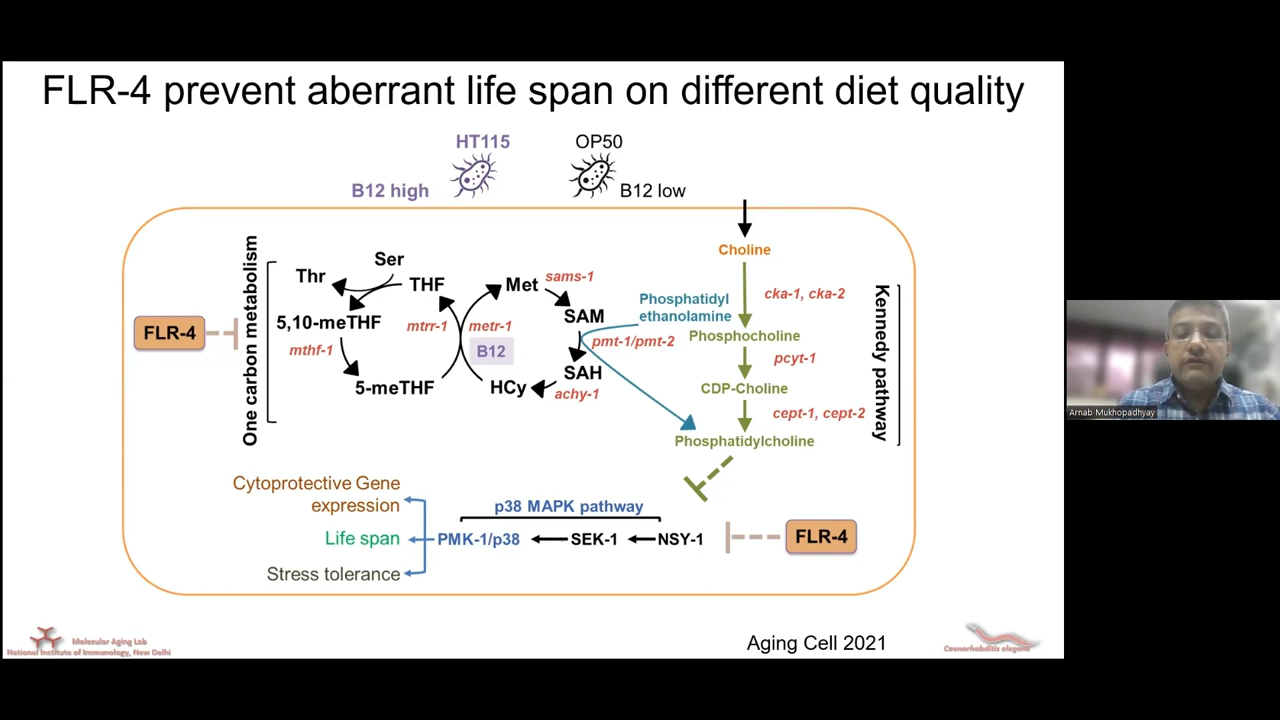 FLR-4 prevent aberrant life span on different diet quality
HT115
OP50
B12 high
B12 low
One carbon metabolism
Thr
Ser
THF
5,10-meTHF
mthf-1
5-meTHF
mtrr-1
metr-1
B12
Met
sams-1
SAM
pmt-1/pmt-2
SAH
achy-1
HCy
Phosphatidyl
ethanolamine
Choline
cka-1, cka-2
Phosphocholine
pcyt-1
CDP-Choline
cept-1, cept-2
Phosphatidylcholine
Kennedy pathway
FLR-4
Cytoprotective Gene
expression
Life span
Stress tolerance
p38 MAPK pathway
PMK-1/p38
SEK-1
NSY-1
FLR-4
Molecular Aging Lab
National Institute of Immunology, New Delhi
Aging Cell 2021
Caenorhabditis elegans
Arnab Mukhopadhyay